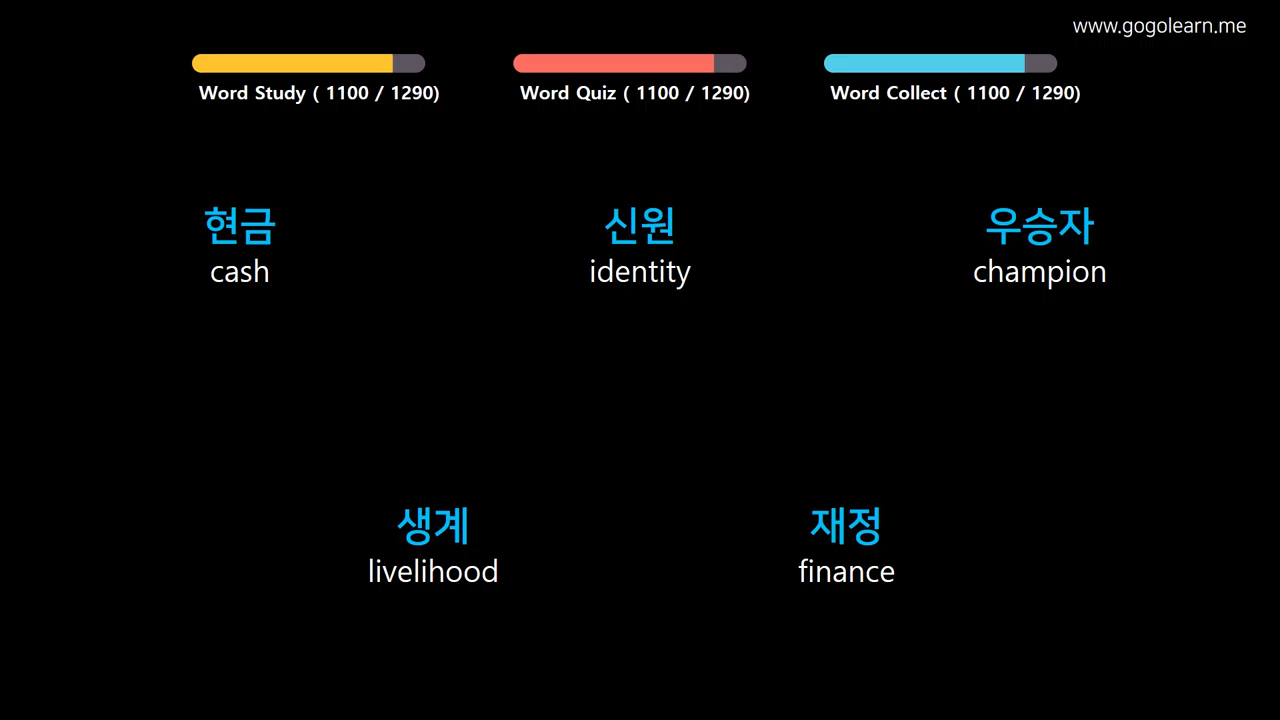 www.gogolearn.me
Word Study ( 1100 / 1290)
Word Quiz ( 1100 / 1290)
Word Collect ( 1100 / 1290)
현금
cash
신원
identity
우승자
champion
생계
livelihood
재정
finance